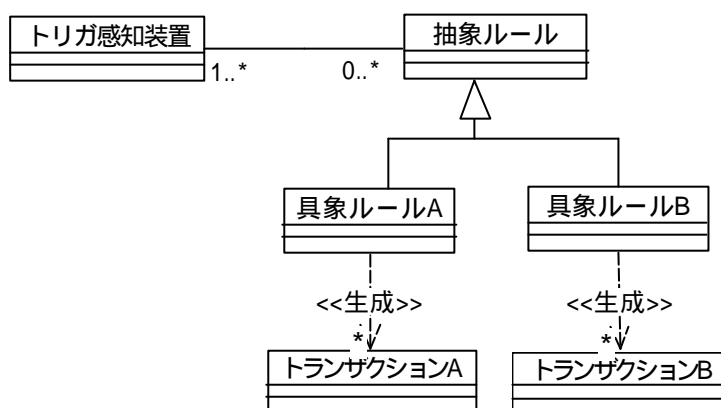 トリガ感知装置
抽象ルール
1..*
0..*
具象ルールA
具象ルールB
<<生成>>
<<生成>>
*
*
トランザクションA
トランザクションB